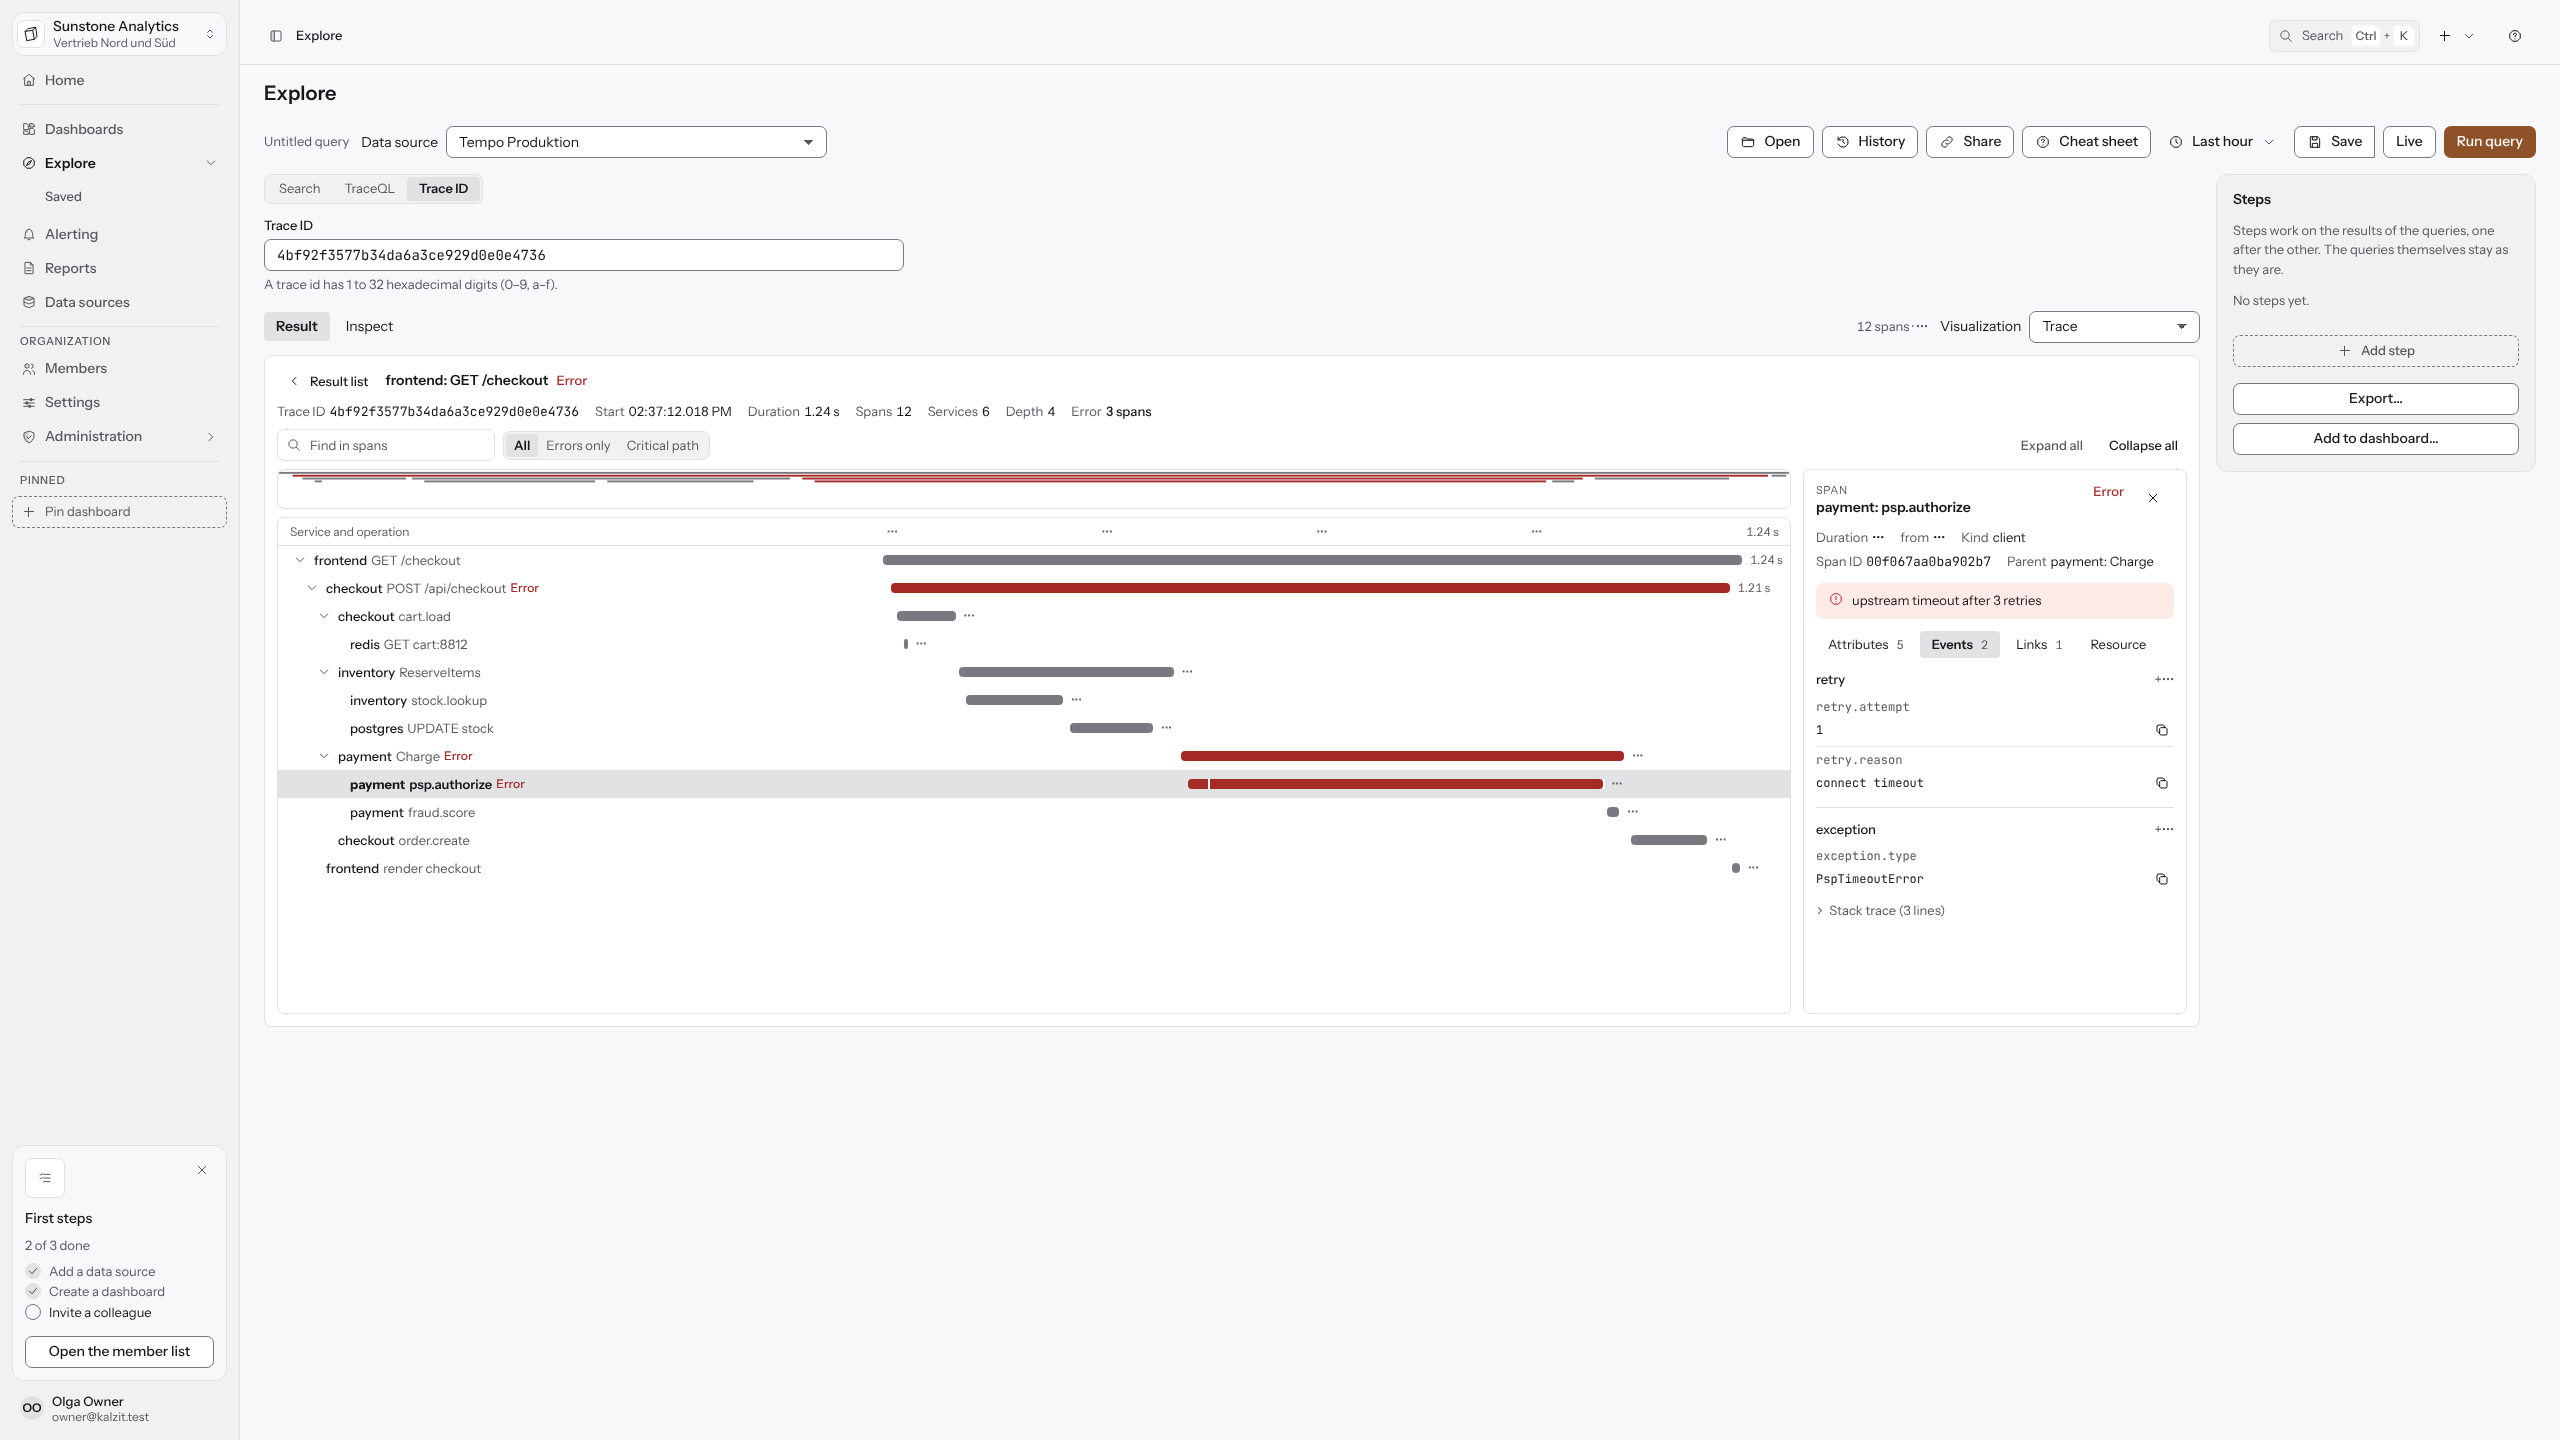 Sunstone Analytics
Vertrieb Nord und Süd
Home
Dashboards
Explore
Saved
Alerting
Reports
Data sources
ORGANIZATION
Members
Settings
Administration
PINNED
Pin dashboard
First steps
2 of 3 done
Add a data source
Create a dashboard
Invite a colleague
Open the member list
OO
Olga Owner
owner@kalzit.test
Explore
Search Ctrl + K
Explore
Untitled query Data source Tempo Produktion
Open History Share Cheat sheet Last hour Save Live Run query
Search TraceQL Trace ID
Trace ID
4bf92f3577b34da6a3ce929d0e0e4736
A trace id has 1 to 32 hexadecimal digits (0–9, a–f).
Result Inspect
12 spans · ··· Visualization Trace
Result list frontend: GET /checkout Error
Trace ID 4bf92f3577b34da6a3ce929d0e0e4736 Start 02:37:12.018 PM Duration 1.24 s Spans 12 Services 6 Depth 4 Error 3 spans
Find in spans All Errors only Critical path
Expand all Collapse all
Service and operation ··· ··· ··· ··· 1.24 s
frontend GET /checkout 1.24 s
checkout POST /api/checkout Error 1.21 s
checkout cart.load ···
redis GET cart:8812 ···
inventory ReserveItems ···
inventory stock.lookup ···
postgres UPDATE stock ···
payment Charge Error ···
payment psp.authorize Error ···
payment fraud.score ···
checkout order.create ···
frontend render checkout ···
SPAN
payment: psp.authorize
Error
Duration ··· from ··· Kind client
Span ID 00f067aa0ba902b7 Parent payment: Charge
upstream timeout after 3 retries
Attributes 5 Events 2 Links 1 Resource
retry +···
retry.attempt
1
retry.reason
connect timeout
exception +···
exception.type
PspTimeoutError
Stack trace (3 lines)
Steps
Steps work on the results of the queries, one
after the other. The queries themselves stay as
they are.
No steps yet.
Add step
Export…
Add to dashboard…